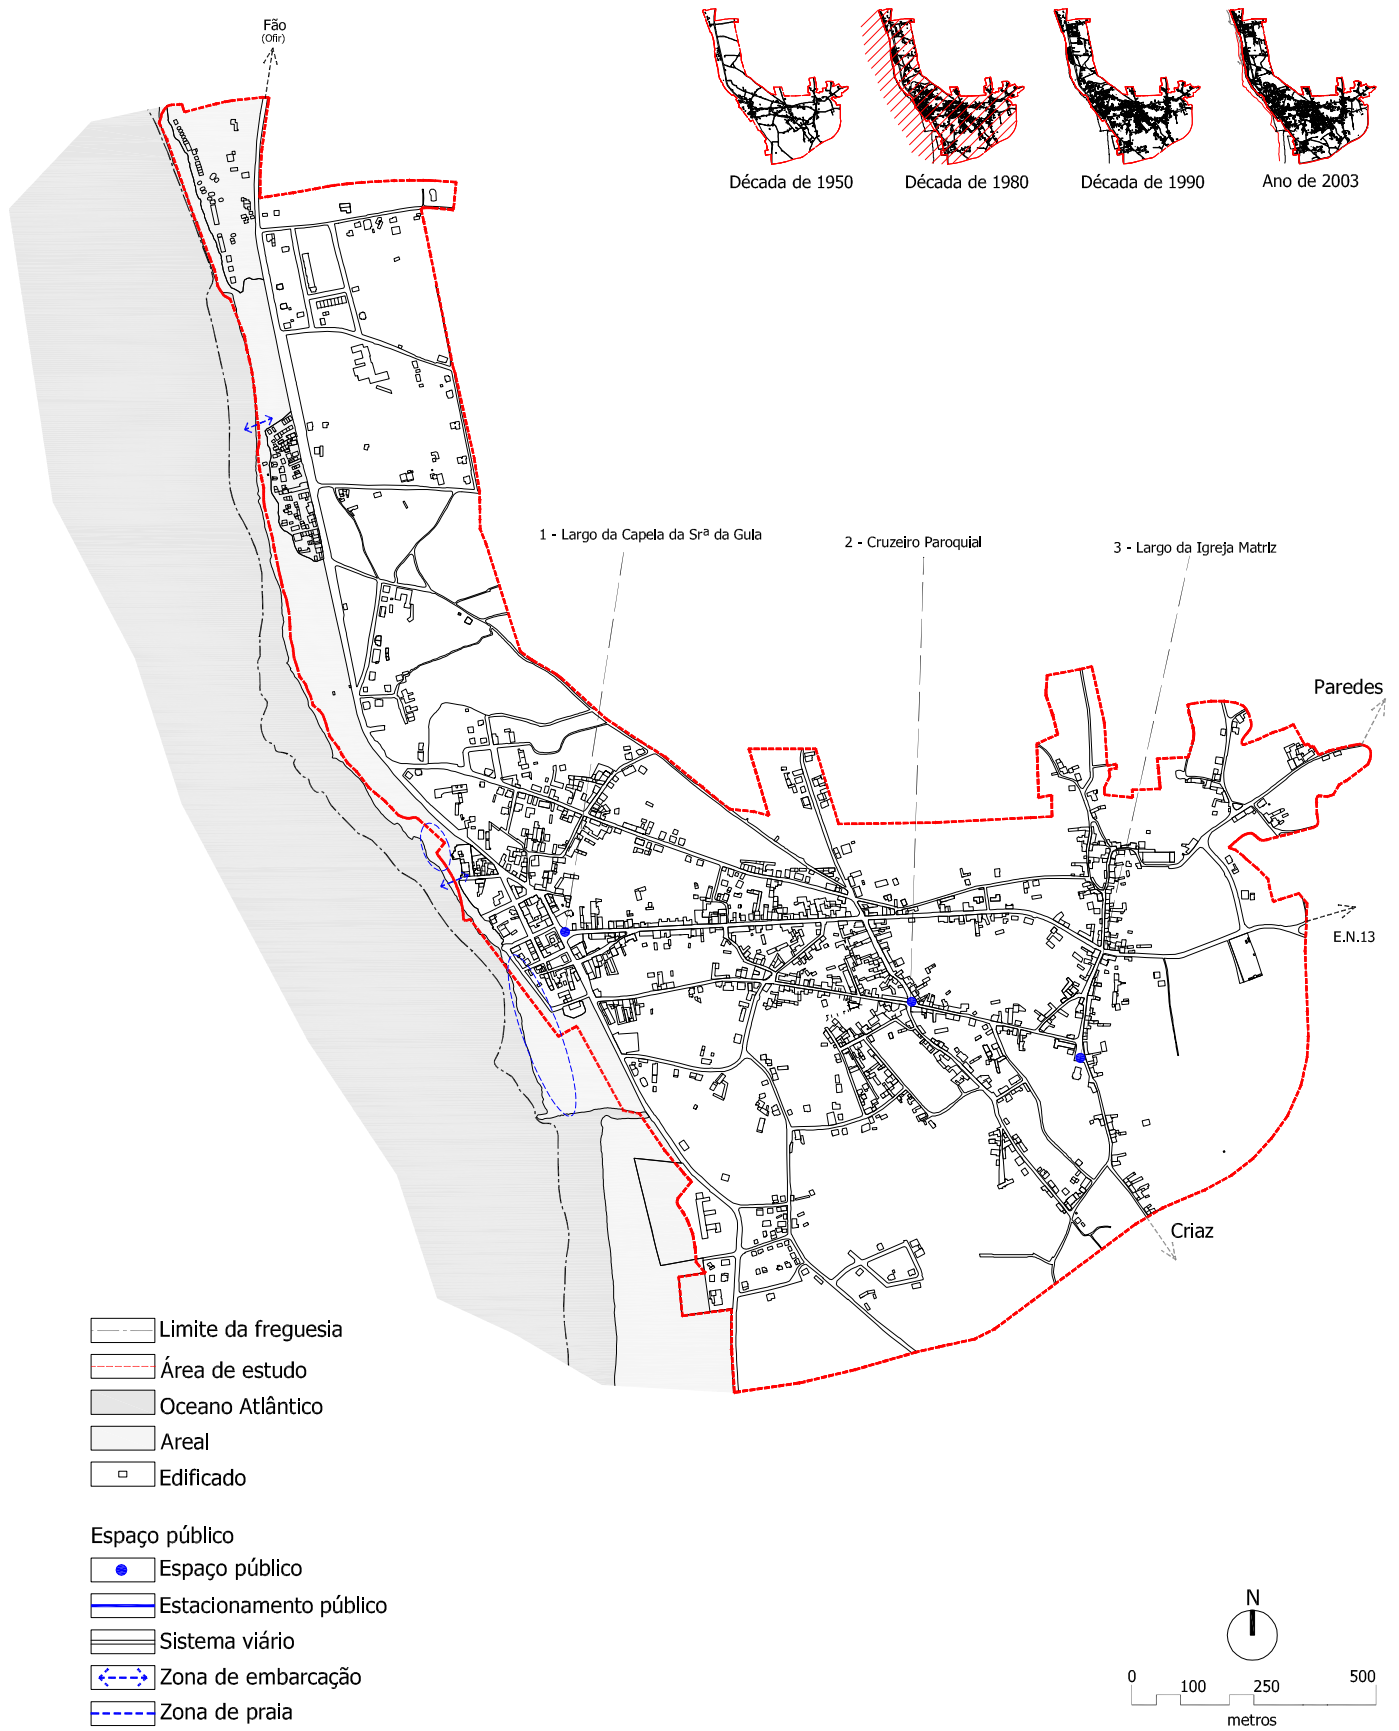 Fão
(Ofir)
Década de 1950
Década de 1980
Década de 1990
Ano de 2003
1 - Largo da Capela da Srª da Guia
2 - Cruzeiro Paroquial
3 - Largo da Igreja Matriz
Paredes
E.N.13
Criaz
Limite da freguesia
Área de estudo
Oceano Atlântico
Areal
Edificado
Espaço público
Espaço público
Estacionamento público
Sistema viário
Zona de embarcação
Zona de praia
N
0 100 250 500
metros